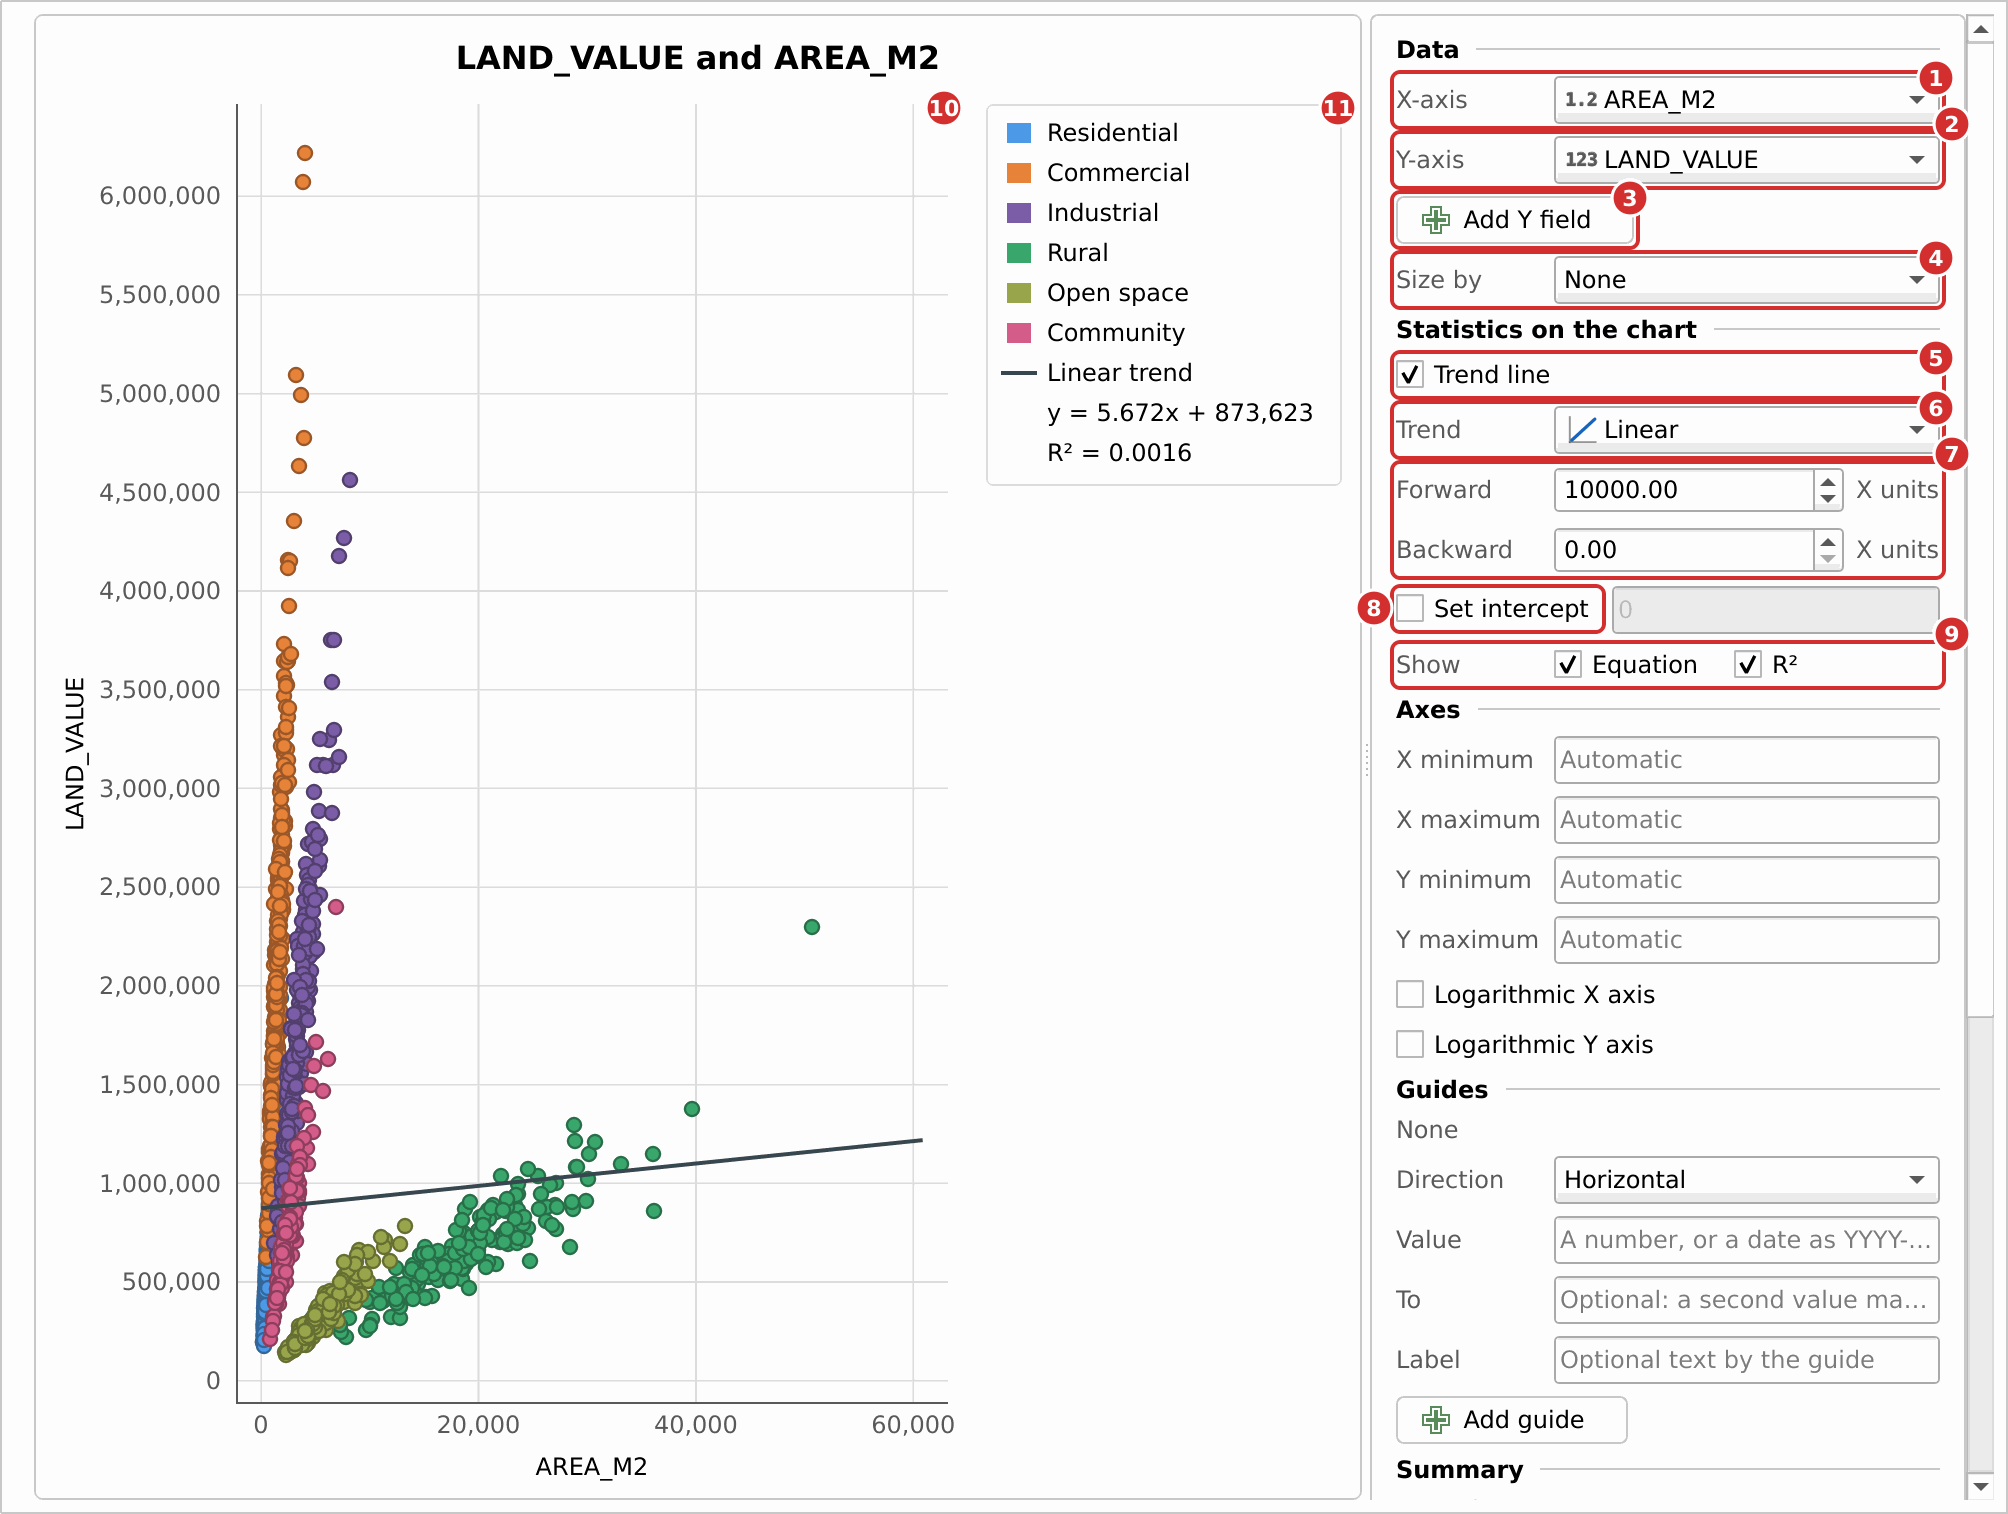 LAND_VALUE and AREA_M2
10
6,000,000
5,500,000
5,000,000
4,500,000
4,000,000
3,500,000
3,000,000
2,500,000
2,000,000
1,500,000
1,000,000
500,000
0
LAND_VALUE
0 20,000 40,000 60,000
AREA_M2
11
Residential
Commercial
Industrial
Rural
Open space
Community
Linear trend
y = 5.672x + 873,623
R² = 0.0016
Data
1
X-axis 1.2 AREA_M2
2
Y-axis 123 LAND_VALUE
3
Add Y field
4
Size by None
Statistics on the chart
5
Trend line
6
Trend Linear
7
Forward 10000.00 X units
Backward 0.00 X units
8 Set intercept 0
9
Show Equation R²
Axes
X minimum Automatic
X maximum Automatic
Y minimum Automatic
Y maximum Automatic
Logarithmic X axis
Logarithmic Y axis
Guides
None
Direction Horizontal
Value A number, or a date as YYYY-...
To Optional: a second value ma...
Label Optional text by the guide
Add guide
Summary